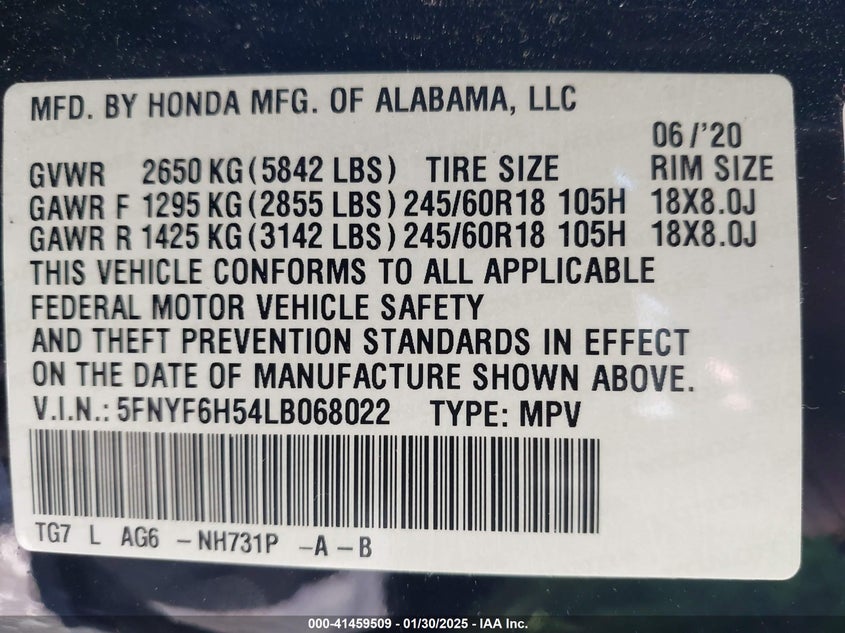 MFD. BY HONDA MFG. OF ALABAMA, LLC
06/'20
GVWR 2650 KG (5842 LBS) TIRE SIZE RIM SIZE
GAWR F 1295 KG (2855 LBS) 245/60R18 105H 18X8.0J
GAWR R 1425 KG (3142 LBS) 245/60R18 105H 18X8.0J
THIS VEHICLE CONFORMS TO ALL APPLICABLE
FEDERAL MOTOR VEHICLE SAFETY
AND THEFT PREVENTION STANDARDS IN EFFECT
ON THE DATE OF MANUFACTURE SHOWN ABOVE.
V.I.N.: 5FNYF6H54LB068022 TYPE: MPV
TG7 L AG6 -NH731P -A-B
000-41459509 — 01/30/2025 — IAA Inc.